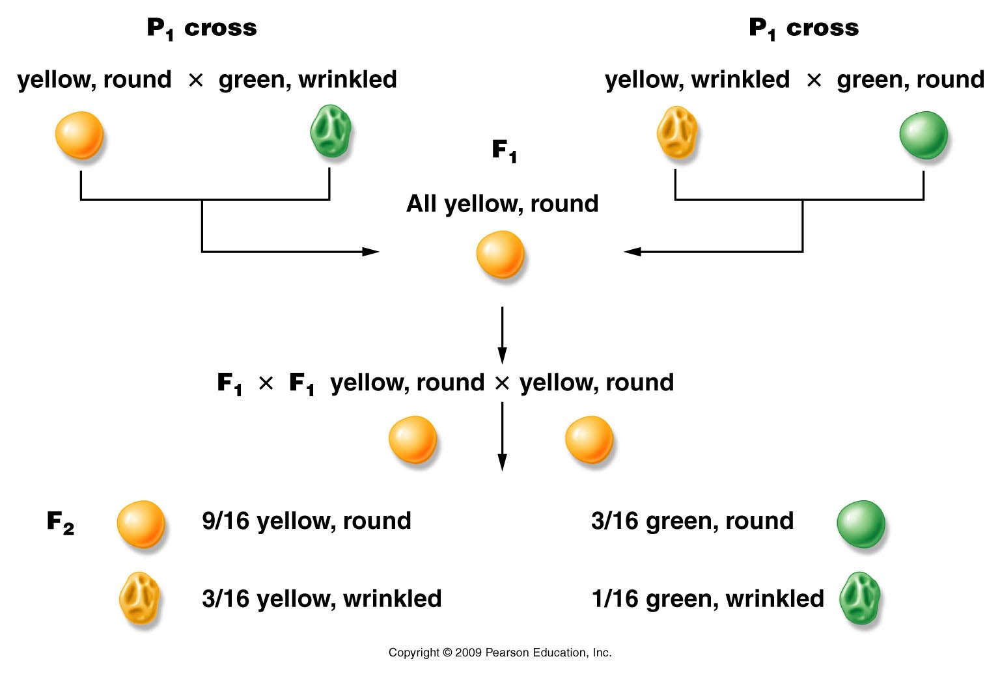 P₁ cross
yellow, round × green, wrinkled
P₁ cross
yellow, wrinkled × green, round
F₁
All yellow, round
F₁ × F₁ yellow, round × yellow, round
F₂
9/16 yellow, round
3/16 green, round
3/16 yellow, wrinkled
1/16 green, wrinkled
Copyright © 2009 Pearson Education, Inc.